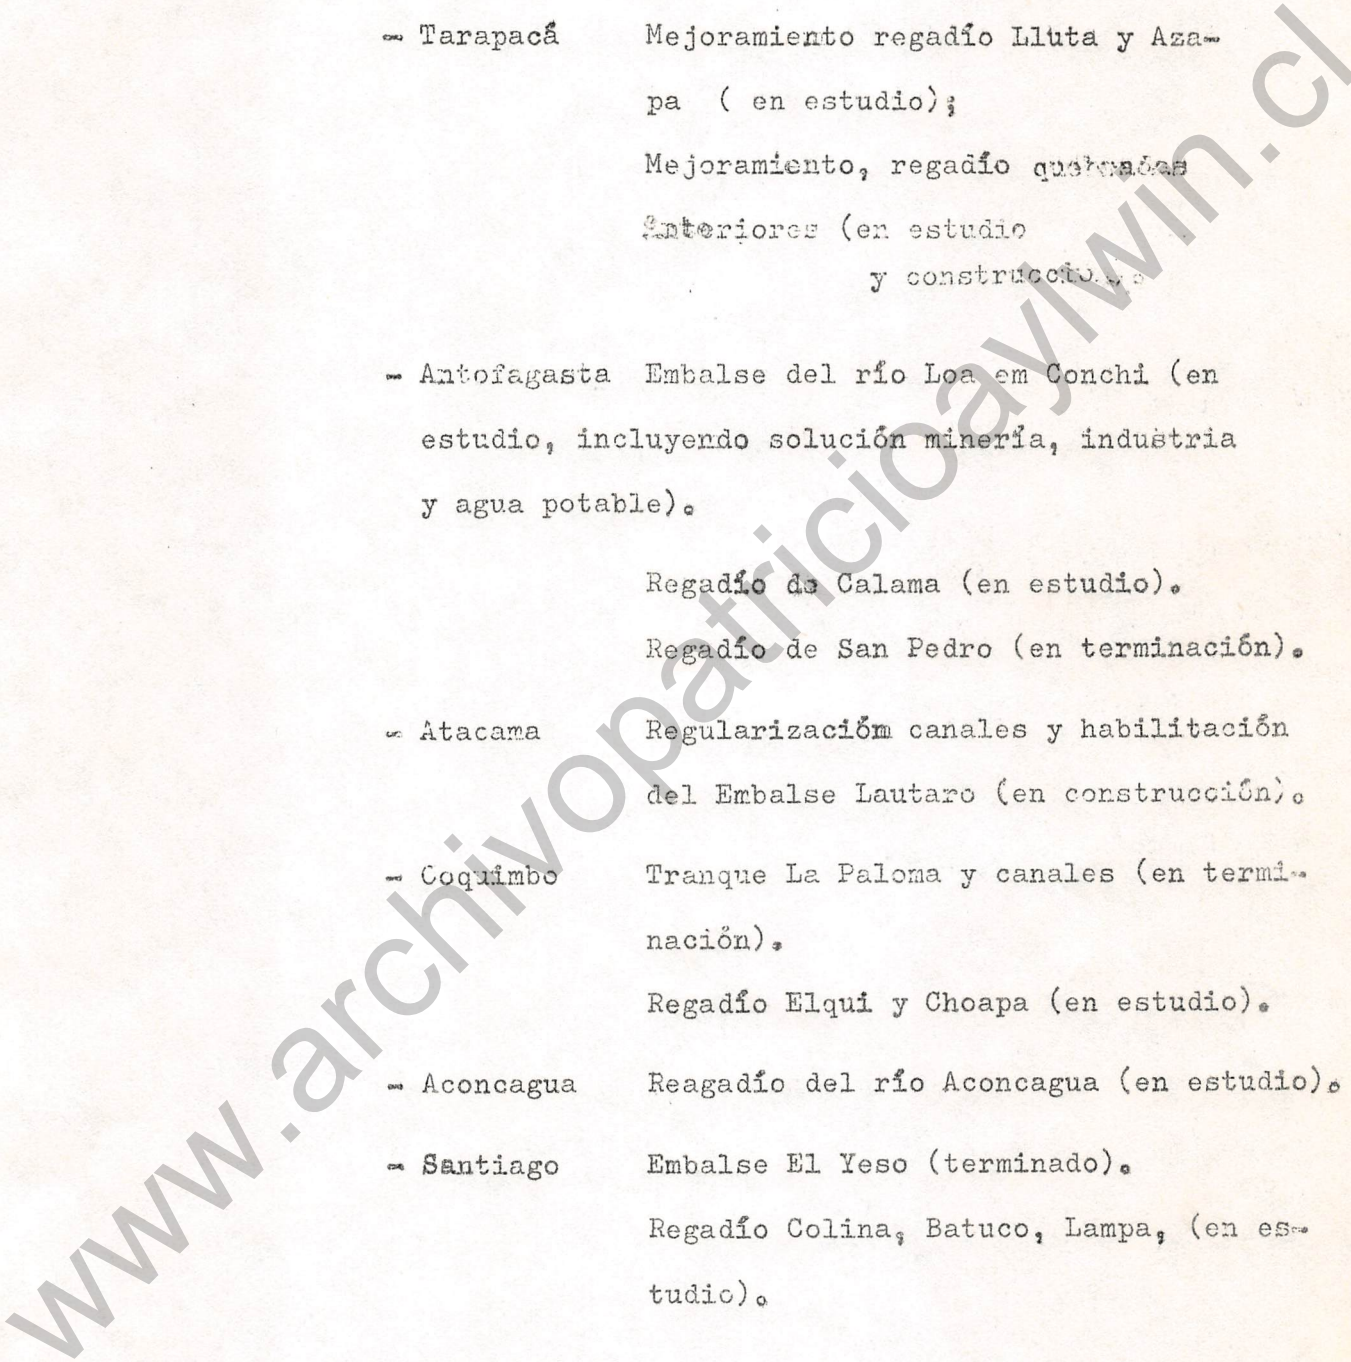 - Tarapacá Mejoramiento regadío Lluta y Aza-
pa ( en estudio);
Mejoramiento, regadío quebradas
(en estudio
y construccion
- Antofagasta Embalse del río Loa em Conchi (en
estudio, incluyendo solución minería, industria
y agua potable).
Regadío de Calama (en estudio).
Regadío de San Pedro (en terminación).
- Atacama Regularizacióm canales y habilitación
del Embalse Lautaro (en construcción).
- Coquimbo Tranque La Paloma y canales (en termi-
nación).
Regadío Elqui y Choapa (en estudio).
- Aconcagua Reagadío del río Aconcagua (en estudio).
- Santiago Embalse El Yeso (terminado).
Regadío Colina, Batuco, Lampa, (en es-
tudio).
www.archivopatricioaylwin.cl